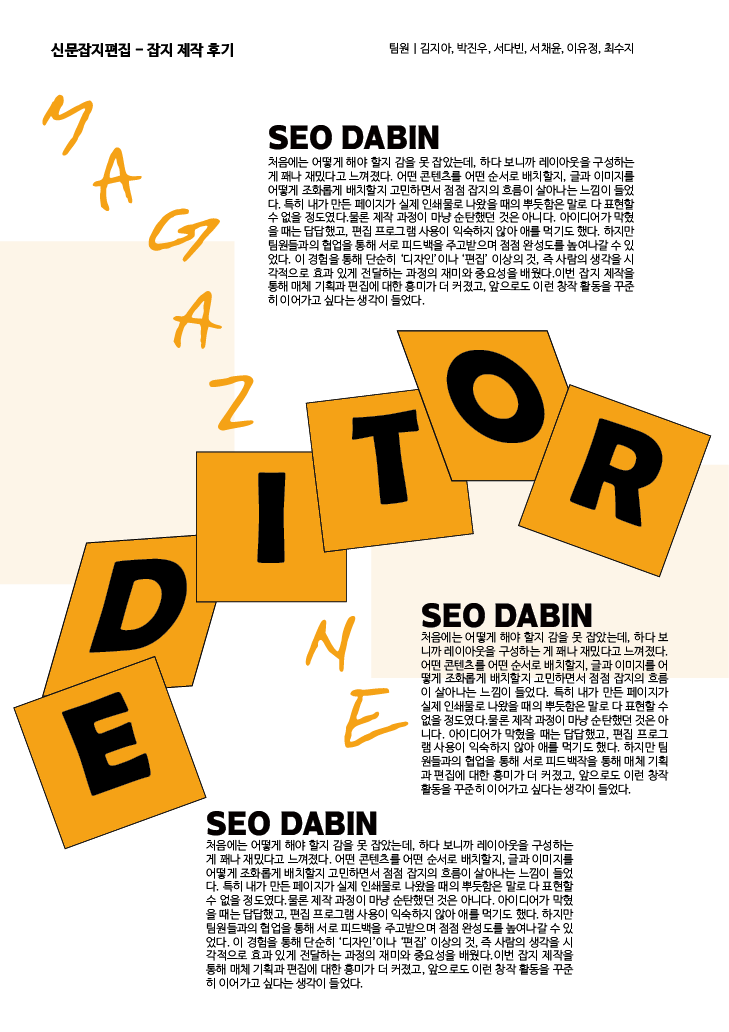 신문잡지편집 - 잡지 제작 후기
팀원 | 김지아, 박진우, 서다빈, 서채윤, 이유정, 최수지
MAGAZINE
SEO DABIN
처음에는 어떻게 해야 할지 감을 못 잡았는데, 하다 보니까 레이아웃을 구성하는
게 꽤나 재밌다고 느껴졌다. 어떤 콘텐츠를 어떤 순서로 배치할지, 글과 이미지를
어떻게 조화롭게 배치할지 고민하면서 점점 잡지의 흐름이 살아나는 느낌이 들었
다. 특히 내가 만든 페이지가 실제 인쇄물로 나왔을 때의 뿌듯함은 말로 다 표현할
수 없을 정도였다.물론 제작 과정이 마냥 순탄했던 것은 아니다. 아이디어가 막혔
을 때는 답답했고, 편집 프로그램 사용이 익숙하지 않아 애를 먹기도 했다. 하지만
팀원들과의 협업을 통해 서로 피드백을 주고받으며 점점 완성도를 높여나갈 수 있
었다. 이 경험을 통해 단순히 ‘디자인’이나 ‘편집’ 이상의 것, 즉 사람의 생각을 시
각적으로 효과 있게 전달하는 과정의 재미와 중요성을 배웠다.이번 잡지 제작을
통해 매체 기획과 편집에 대한 흥미가 더 커졌고, 앞으로도 이런 창작 활동을 꾸준
히 이어가고 싶다는 생각이 들었다.
EDITOR
SEO DABIN
처음에는 어떻게 해야 할지 감을 못 잡았는데, 하다 보
니까 레이아웃을 구성하는 게 꽤나 재밌다고 느껴졌다.
어떤 콘텐츠를 어떤 순서로 배치할지, 글과 이미지를 어
떻게 조화롭게 배치할지 고민하면서 점점 잡지의 흐름
이 살아나는 느낌이 들었다. 특히 내가 만든 페이지가
실제 인쇄물로 나왔을 때의 뿌듯함은 말로 다 표현할 수
없을 정도였다.물론 제작 과정이 마냥 순탄했던 것은 아
니다. 아이디어가 막혔을 때는 답답했고, 편집 프로그
램 사용이 익숙하지 않아 애를 먹기도 했다. 하지만 팀
원들과의 협업을 통해 서로 피드백작을 통해 매체 기획
과 편집에 대한 흥미가 더 커졌고, 앞으로도 이런 창작
활동을 꾸준히 이어가고 싶다는 생각이 들었다.
SEO DABIN
처음에는 어떻게 해야 할지 감을 못 잡았는데, 하다 보니까 레이아웃을 구성하는
게 꽤나 재밌다고 느껴졌다. 어떤 콘텐츠를 어떤 순서로 배치할지, 글과 이미지를
어떻게 조화롭게 배치할지 고민하면서 점점 잡지의 흐름이 살아나는 느낌이 들었
다. 특히 내가 만든 페이지가 실제 인쇄물로 나왔을 때의 뿌듯함은 말로 다 표현할
수 없을 정도였다.물론 제작 과정이 마냥 순탄했던 것은 아니다. 아이디어가 막혔
을 때는 답답했고, 편집 프로그램 사용이 익숙하지 않아 애를 먹기도 했다. 하지만
팀원들과의 협업을 통해 서로 피드백을 주고받으며 점점 완성도를 높여나갈 수 있
었다. 이 경험을 통해 단순히 ‘디자인’이나 ‘편집’ 이상의 것, 즉 사람의 생각을 시
각적으로 효과 있게 전달하는 과정의 재미와 중요성을 배웠다.이번 잡지 제작을
통해 매체 기획과 편집에 대한 흥미가 더 커졌고, 앞으로도 이런 창작 활동을 꾸준
히 이어가고 싶다는 생각이 들었다.